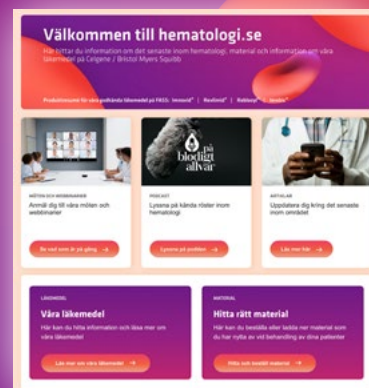 Välkommen till hematologi.se
Här hittar du information om det senaste inom hematologi, material och information om våra
läkemedel på Celgene / Bristol Myers Squibb
Produktresumé för våra godkända läkemedel på FASS: Imnovid® | Revlimid® | Reblozyl® |
MÖTEN OCH WEBBINARIER
Anmäl dig till våra möten och
webbinarier
Se vad som är på gång →
på
blodigt
allvar
PODCAST
Lyssna på kända röster inom
hematologi
Lyssna på podden →
Uppdatera dig kring det senaste
inom området
Läs mer här →
LÄKEMEDEL
Våra läkemedel
Här kan du hitta information och läsa mer om
våra läkemedel
Läs mer om våra läkemedel →
MATERIAL
Hitta rätt material
Här kan du beställa eller ladda ner material som
du har nytta av vid behandling av dina patienter
Hitta och beställ material →